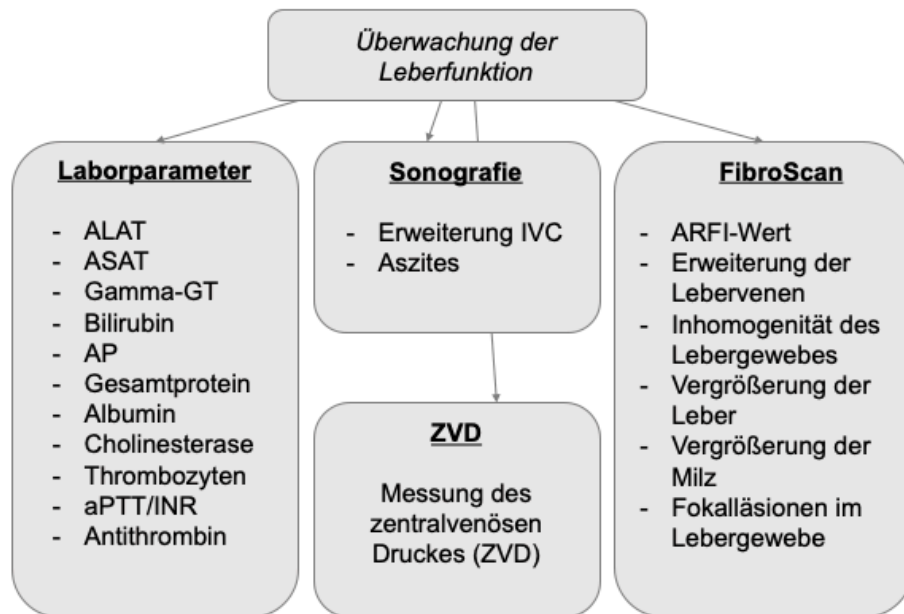 Überwachung der
Leberfunktion
Laborparameter
- ALAT
- ASAT
- Gamma-GT
- Bilirubin
- AP
- Gesamtprotein
- Albumin
- Cholinesterase
- Thrombozyten
- aPTT/INR
- Antithrombin
Sonografie
- Erweiterung IVC
- Aszites
ZVD
Messung des
zentralvenösen
Druckes (ZVD)
FibroScan
- ARFI-Wert
- Erweiterung der
Lebervenen
- Inhomogenität des
Lebergewebes
- Vergrößerung der
Leber
- Vergrößerung der
Milz
- Fokalläsionen im
Lebergewebe